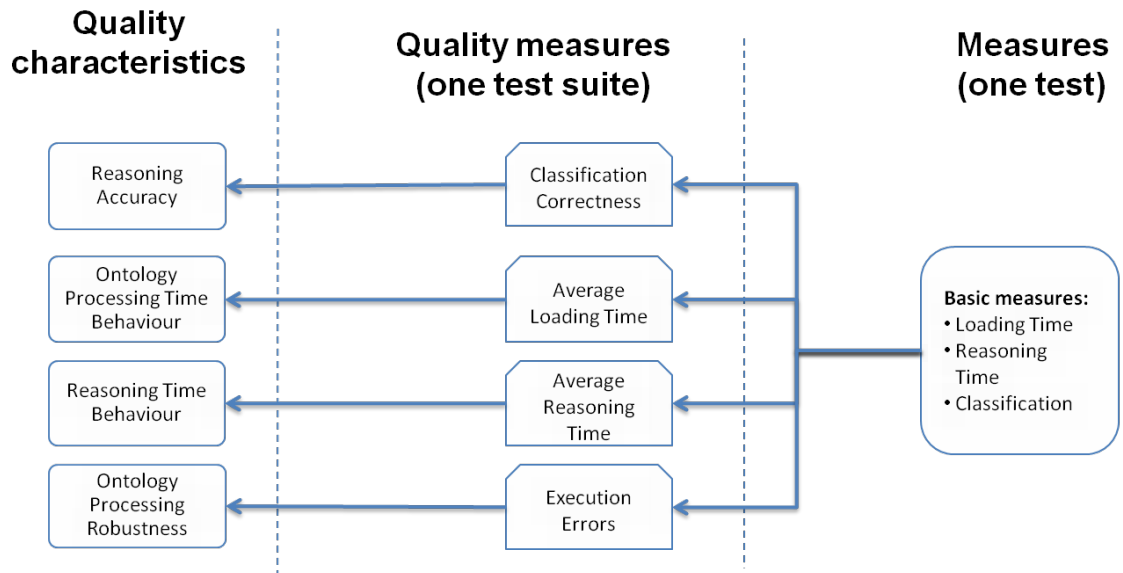 Quality
characteristics
Quality measures
(one test suite)
Measures
(one test)
Reasoning
Accuracy
Classification
Correctness
Ontology
Processing Time
Behaviour
Average
Loading Time
Reasoning Time
Behaviour
Average
Reasoning
Time
Ontology
Processing
Robustness
Execution
Errors
Basic measures:
• Loading Time
• Reasoning
Time
• Classification